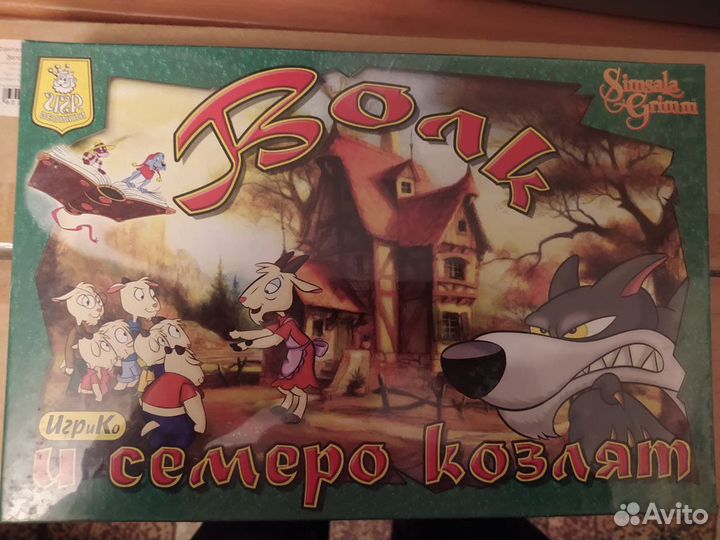 Simsala
Grimm
Волк
ИгриКо
и семеро козлят
Avito